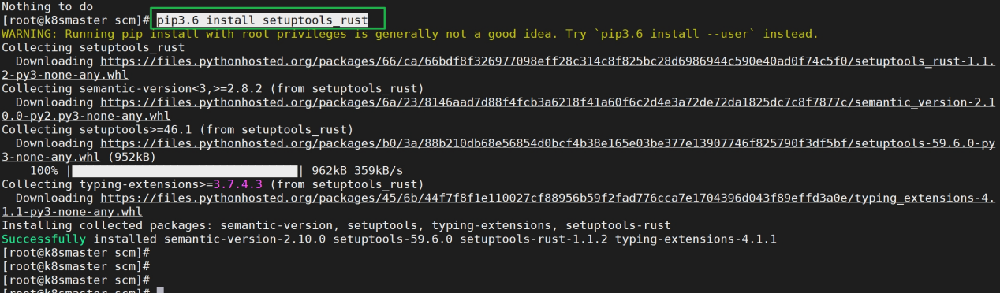 Nothing to do
[root@k8smaster scm]# pip3.6 install setuptools_rust
WARNING: Running pip install with root privileges is generally not a good idea. Try `pip3.6 install --user` instead.
Collecting setuptools_rust
  Downloading https://files.pythonhosted.org/packages/66/ca/66bdf8f326977098eff28c314c8f825bc28d6986944c590e40ad0f74c5f0/setuptools_rust-1.1.
2-py3-none-any.whl
Collecting semantic-version<3,>=2.8.2 (from setuptools_rust)
  Downloading https://files.pythonhosted.org/packages/6a/23/8146aad7d88f4fcb3a6218f41a60f6c2d4e3a72de72da1825dc7c8f7877c/semantic_version-2.1
0.0-py2.py3-none-any.whl
Collecting setuptools>=46.1 (from setuptools_rust)
  Downloading https://files.pythonhosted.org/packages/b0/3a/88b210db68e56854d0bcf4b38e165e03be377e13907746f825790f3df5bf/setuptools-59.6.0-py
3-none-any.whl (952kB)
    100% |████████████████████████████████| 962kB 359kB/s
Collecting typing-extensions>=3.7.4.3 (from setuptools_rust)
  Downloading https://files.pythonhosted.org/packages/45/6b/44f7f8f1e110027cf88956b59f2fad776cca7e1704396d043f89effd3a0e/typing_extensions-4.
1.1-py3-none-any.whl
Installing collected packages: semantic-version, setuptools, typing-extensions, setuptools-rust
Successfully installed semantic-version-2.10.0 setuptools-59.6.0 setuptools-rust-1.1.2 typing-extensions-4.1.1
[root@k8smaster scm]#
[root@k8smaster scm]#
[root@k8smaster scm]#
[root@k8smaster scm]#